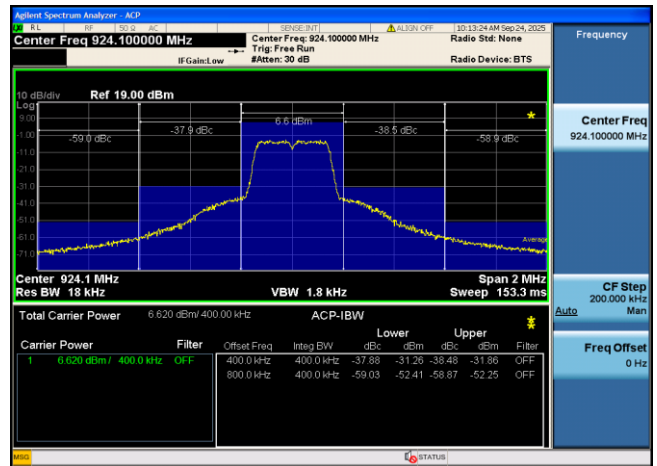 Agilent Spectrum Analyzer - ACP
RL RF 50 Ω AC SENSE:INT ALIGN OFF 10:13:24 AM Sep 24, 2025
Center Freq 924.100000 MHz
Center Freq: 924.100000 MHz
Radio Std: None
Trig: Free Run
IFGain:Low
#Atten: 30 dB
Radio Device: BTS
10 dB/div Ref 19.00 dBm
Log
9.00
-1.00
-11.0
-21.0
-31.0
-41.0
-51.0
-61.0
-71.0
-59.0 dBc
-37.9 dBc
6.6 dBm
-38.5 dBc
-58.9 dBc
Average
Center 924.1 MHz
Span 2 MHz
Res BW 18 kHz
VBW 1.8 kHz
Sweep 153.3 ms
Total Carrier Power 6.620 dBm/ 400.00 kHz
ACP-IBW
Lower Upper
Carrier Power Filter
Offset Freq Integ BW dBc dBm dBc dBm Filter
1 6.620 dBm / 400.0 kHz OFF
400.0 kHz 400.0 kHz -37.88 -31.26 -38.48 -31.86 OFF
800.0 kHz 400.0 kHz -59.03 -52.41 -58.87 -52.25 OFF
MSG
STATUS
Frequency
Center Freq
924.100000 MHz
CF Step
200.000 kHz
Auto Man
Freq Offset
0 Hz